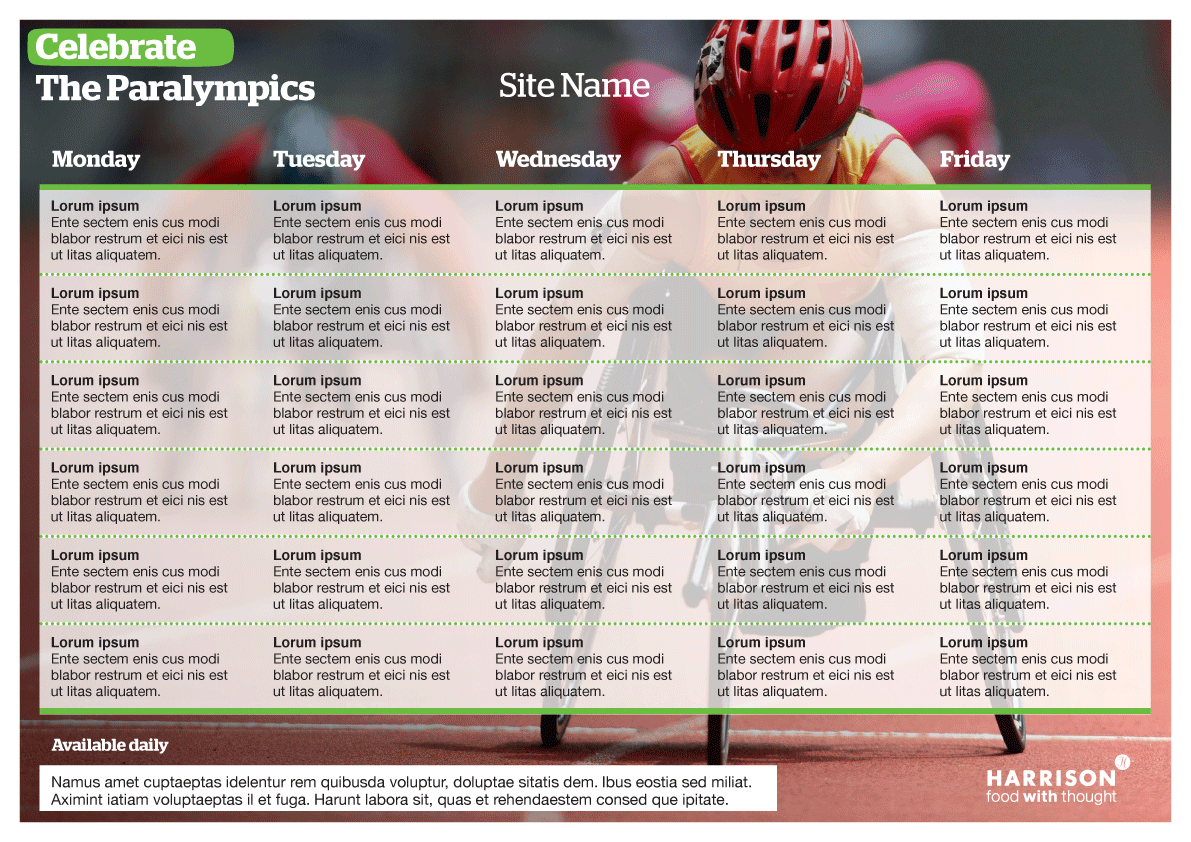 Celebrate
The Paralympics
Site Name
Monday Tuesday Wednesday Thursday Friday
Lorum ipsum Lorum ipsum Lorum ipsum Lorum ipsum Lorum ipsum
Ente sectem enis cus modi Ente sectem enis cus modi Ente sectem enis cus modi Ente sectem enis cus modi Ente sectem enis cus modi
blabor restrum et eici nis est blabor restrum et eici nis est blabor restrum et eici nis est blabor restrum et eici nis est blabor restrum et eici nis est
ut litas aliquatem. ut litas aliquatem. ut litas aliquatem. ut litas aliquatem. ut litas aliquatem.
Lorum ipsum Lorum ipsum Lorum ipsum Lorum ipsum Lorum ipsum
Ente sectem enis cus modi Ente sectem enis cus modi Ente sectem enis cus modi Ente sectem enis cus modi Ente sectem enis cus modi
blabor restrum et eici nis est blabor restrum et eici nis est blabor restrum et eici nis est blabor restrum et eici nis est blabor restrum et eici nis est
ut litas aliquatem. ut litas aliquatem. ut litas aliquatem. ut litas aliquatem. ut litas aliquatem.
Lorum ipsum Lorum ipsum Lorum ipsum Lorum ipsum Lorum ipsum
Ente sectem enis cus modi Ente sectem enis cus modi Ente sectem enis cus modi Ente sectem enis cus modi Ente sectem enis cus modi
blabor restrum et eici nis est blabor restrum et eici nis est blabor restrum et eici nis est blabor restrum et eici nis est blabor restrum et eici nis est
ut litas aliquatem. ut litas aliquatem. ut litas aliquatem. ut litas aliquatem. ut litas aliquatem.
Lorum ipsum Lorum ipsum Lorum ipsum Lorum ipsum Lorum ipsum
Ente sectem enis cus modi Ente sectem enis cus modi Ente sectem enis cus modi Ente sectem enis cus modi Ente sectem enis cus modi
blabor restrum et eici nis est blabor restrum et eici nis est blabor restrum et eici nis est blabor restrum et eici nis est blabor restrum et eici nis est
ut litas aliquatem. ut litas aliquatem. ut litas aliquatem. ut litas aliquatem. ut litas aliquatem.
Lorum ipsum Lorum ipsum Lorum ipsum Lorum ipsum Lorum ipsum
Ente sectem enis cus modi Ente sectem enis cus modi Ente sectem enis cus modi Ente sectem enis cus modi Ente sectem enis cus modi
blabor restrum et eici nis est blabor restrum et eici nis est blabor restrum et eici nis est blabor restrum et eici nis est blabor restrum et eici nis est
ut litas aliquatem. ut litas aliquatem. ut litas aliquatem. ut litas aliquatem. ut litas aliquatem.
Lorum ipsum Lorum ipsum Lorum ipsum Lorum ipsum Lorum ipsum
Ente sectem enis cus modi Ente sectem enis cus modi Ente sectem enis cus modi Ente sectem enis cus modi Ente sectem enis cus modi
blabor restrum et eici nis est blabor restrum et eici nis est blabor restrum et eici nis est blabor restrum et eici nis est blabor restrum et eici nis est
ut litas aliquatem. ut litas aliquatem. ut litas aliquatem. ut litas aliquatem. ut litas aliquatem.
Available daily
Namus amet cuptaeptas idelentur rem quibusda voluptur, doluptae sitatis dem. Ibus eostia sed miliat.
Aximint iatiam voluptaeptas il et fuga. Harunt labora sit, quas et rehendaestem consed que ipitate.
HARRISON
food with thought